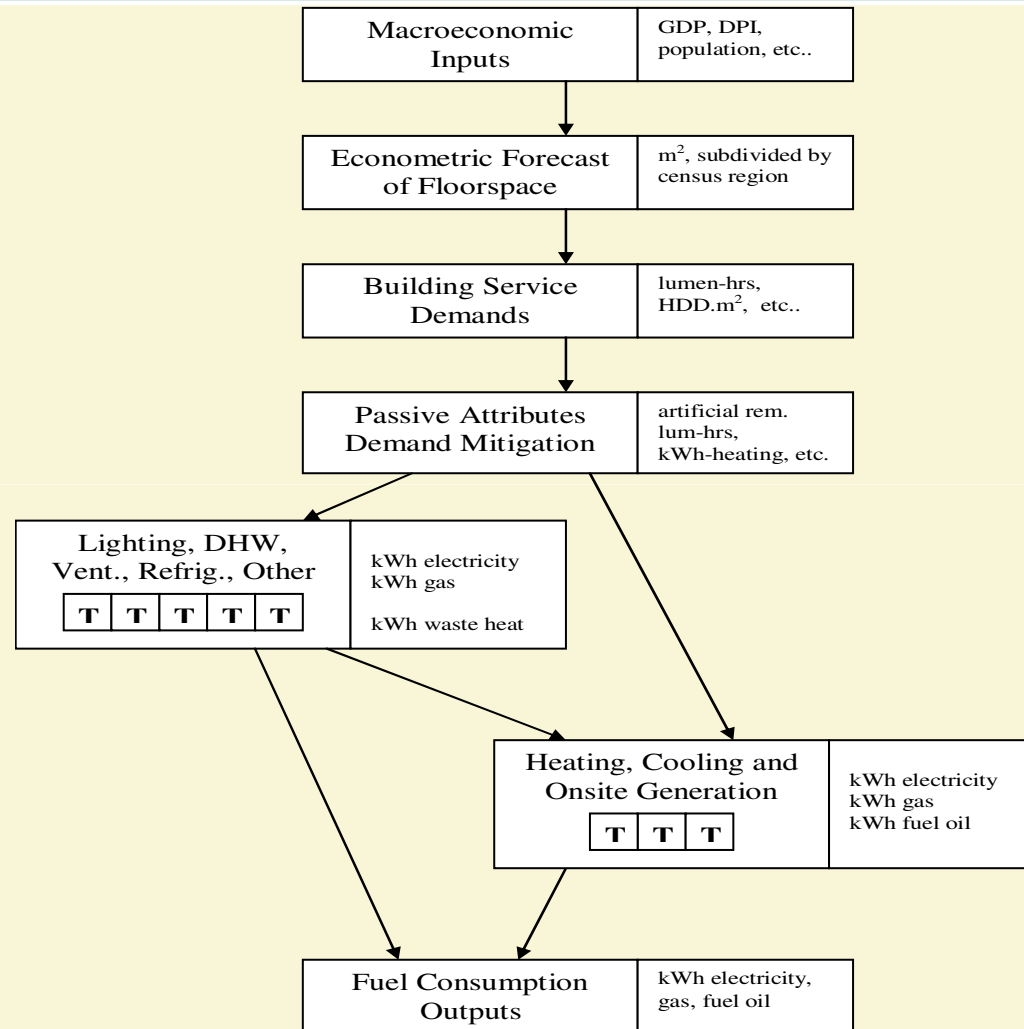 Macroeconomic
Inputs
GDP, DPI,
population, etc..
Econometric Forecast
of Floorspace
m², subdivided by
census region
Building Service
Demands
lumen-hrs,
HDD.m², etc..
Passive Attributes
Demand Mitigation
artificial rem.
lum-hrs,
kWh-heating, etc.
Lighting, DHW,
Vent., Refrig., Other
T T T T T
kWh electricity
kWh gas
kWh waste heat
Heating, Cooling and
Onsite Generation
T T T
kWh electricity
kWh gas
kWh fuel oil
Fuel Consumption
Outputs
kWh electricity,
gas, fuel oil